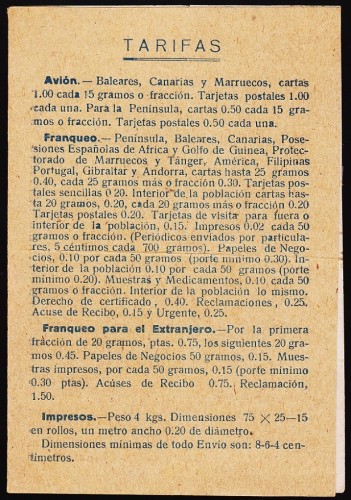 TARIFAS
Avión.— Baleares, Canarias y Marruecos, cartas
1.00 cada 15 gramos o fracción. Tarjetas postales 1.00
cada una. Para la Península, cartas 0.50 cada 15 gra-
mos o fracción. Tarjetas postales 0.50 cada una.
Franqueo.— Península, Baleares, Canarias, Pose-
siones Españolas de Africa y Golfo de Guinea, Protec-
torado de Marruecos y Tánger, América, Filipinas
Portugal, Gibraltar y Andorra, cartas hasta 25 gramos
0.40, cada 25 gramos más o fracción 0.30. Tarjetas pos-
tales sencillas 0.20. Interior de la población cartas has-
ta 20 gramos, 0.20, cada 20 gramos más o fracción 0.20
Tarjetas postales 0.20. Tarjetas de visita para fuera o
interior de la población, 0.15. Impresos 0.02 cada 50
gramos o fracción. (Periódicos enviados por particula-
res, 5 céntimos cada 700 gramos). Papeles de Nego-
cios, 0.10 por cada 50 gramos (porte mínimo 0.30). In-
terior de la población 0.10 por cada 50 gramos (porte
mínimo 0.20). Muestras y Medicamentos, 0.10 cada 50
gramos o fracción. Interior de la población lo mismo.
Derecho de certificado, 0.40. Reclamaciones, 0.25.
Acuse de Recibo, 0.15 y Urgente, 0.25.
Franqueo para el Extranjero.—Por la primera
fracción de 20 gramos, ptas. 0.75, los siguientes 20 gra-
mos 0.45. Papeles de Negocios 50 gramos, 0.15. Mues-
tras impresos, por cada 50 gramos, 0.15 (porte mínimo
0.30 ptas). Acúses de Recibo 0.75. Reclamación,
1.50.
Impresos.—Peso 4 kgs. Dimensiones 75 X 25—15
en rollos, un metro ancho 0.20 de diámetro.
Dimensiones mínimas de todo Envío son: 8-6-4 cen-
tímetros.